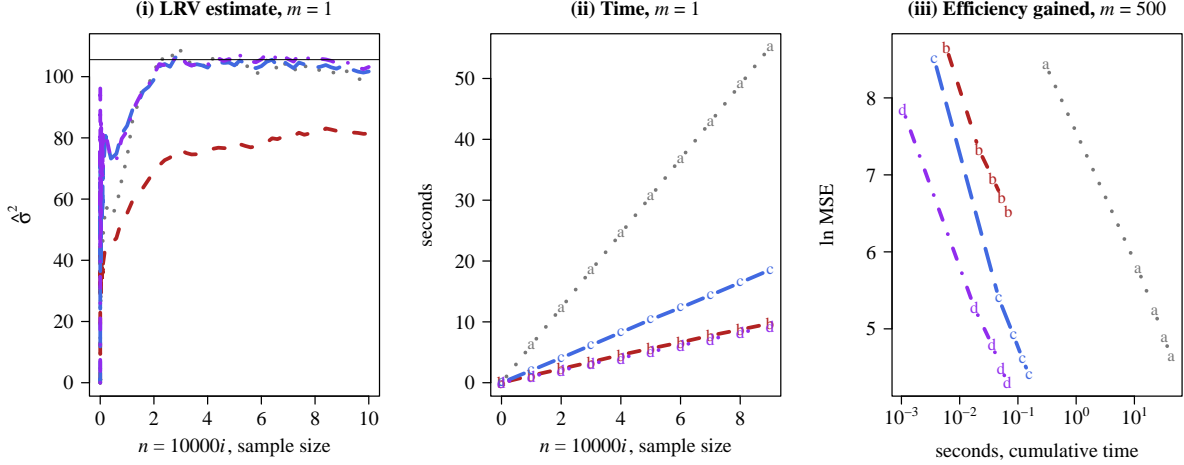 (i) LRV estimate, m = 1
(ii) Time, m = 1
(iii) Efficiency gained, m = 500
σ̂²
0
20
40
60
80
100
0 2 4 6 8 10
n = 10000i, sample size
seconds
0
10
20
30
40
50
a a a a a a a a a a
b b b b b b b b b b
c c c c c c c c c c
d d d d d d d d d d
0 2 4 6 8
n = 10000i, sample size
ln MSE
5
6
7
8
a a a a a
b b b b b
c c c c c
d d d d d
10⁻³ 10⁻² 10⁻¹ 10⁰ 10¹
seconds, cumulative time